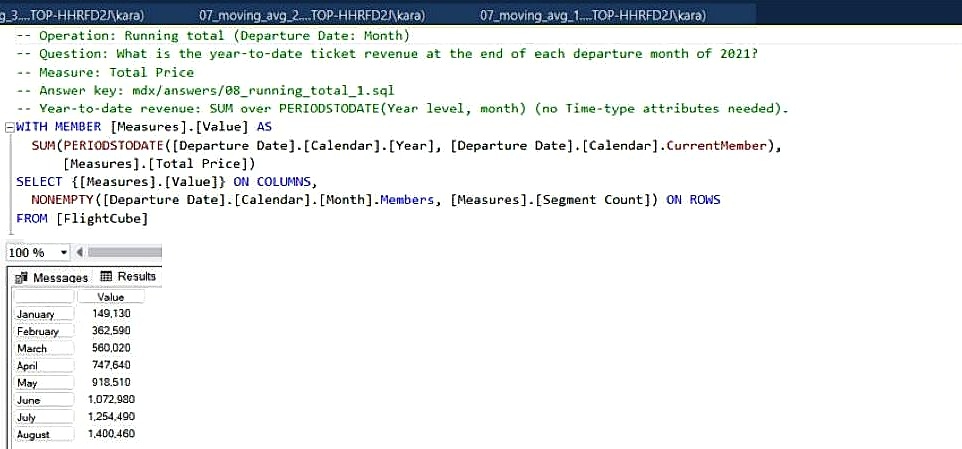 g_3....TOP-HHRFD2J\kara) 07_moving_avg_2....TOP-HHRFD2J\kara) 07_moving_avg_1....TOP-HHRFD2J\kara)
-- Operation: Running total (Departure Date: Month)
-- Question: What is the year-to-date ticket revenue at the end of each departure month of 2021?
-- Measure: Total Price
-- Answer key: mdx/answers/08_running_total_1.sql
-- Year-to-date revenue: SUM over PERIODSTODATE(Year level, month) (no Time-type attributes needed).
WITH MEMBER [Measures].[Value] AS
SUM(PERIODSTODATE([Departure Date].[Calendar].[Year], [Departure Date].[Calendar].CurrentMember),
[Measures].[Total Price])
SELECT {[Measures].[Value]} ON COLUMNS,
NONEMPTY([Departure Date].[Calendar].[Month].Members, [Measures].[Segment Count]) ON ROWS
FROM [FlightCube]
100 %
Messages Results
Value
January 149,130
February 362,590
March 560,020
April 747,640
May 918,510
June 1,072,980
July 1,254,490
August 1,400,460